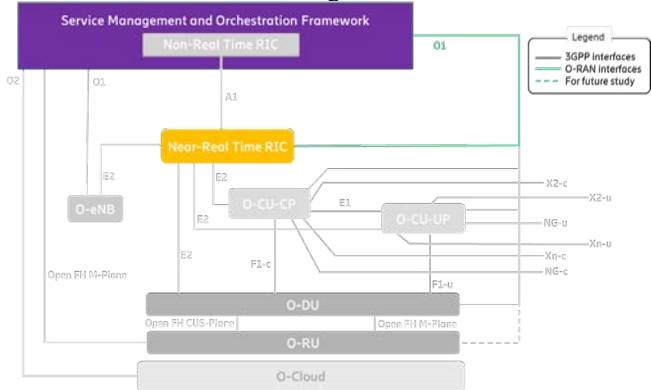 Service Management and Orchestration Framework
Non-Real Time RIC
O1
Legend
3GPP interfaces
O-RAN interfaces
For future study
O2
O1
A1
Near-Real Time RIC
E2
E2
X2-c
X2-u
O-eNB
O-CU-CP
E1
O-CU-UP
E2
NG-u
Xn-u
E2
Xn-c
Open FH M-Plane
F1-c
NG-c
F1-u
O-DU
Open FH CUS-Plane
Open FH M-Plane
O-RU
O-Cloud